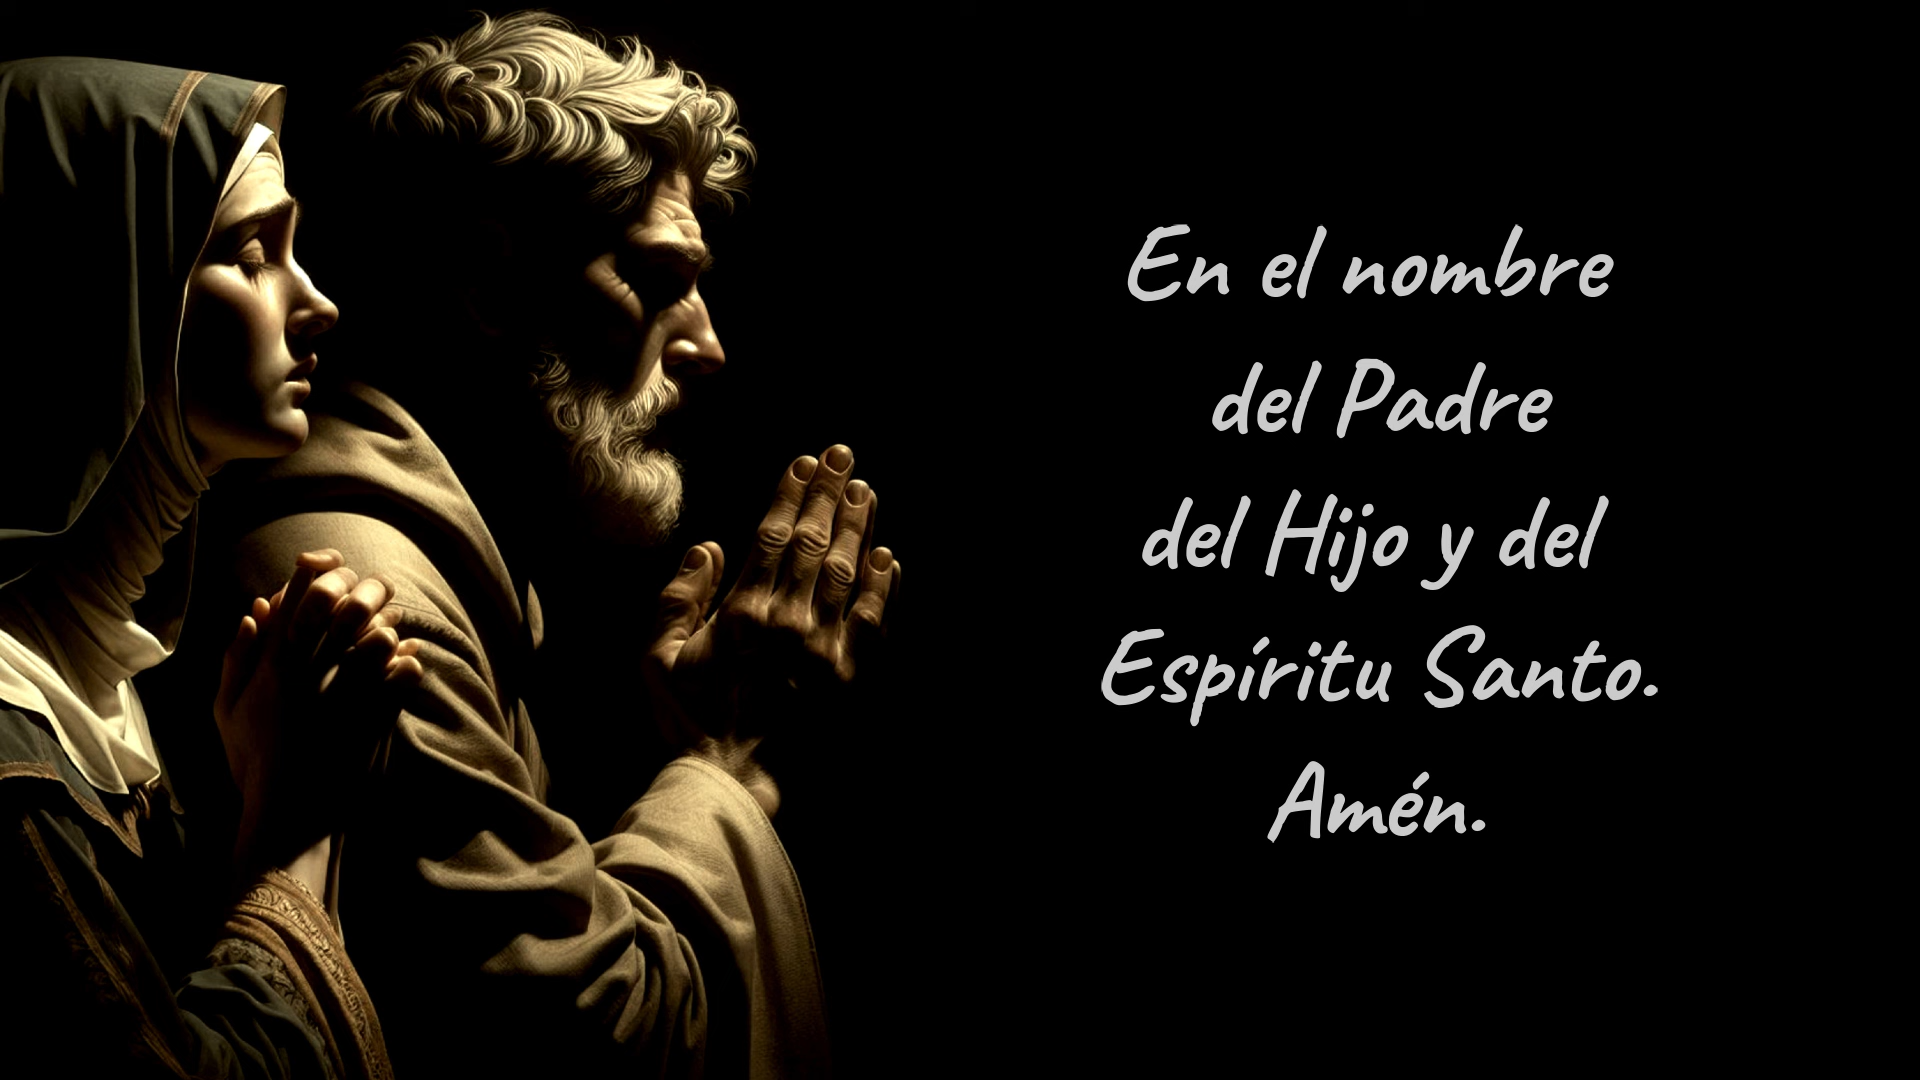 En el nombre
del Padre
del Hijo y del
Espíritu Santo.
Amén.